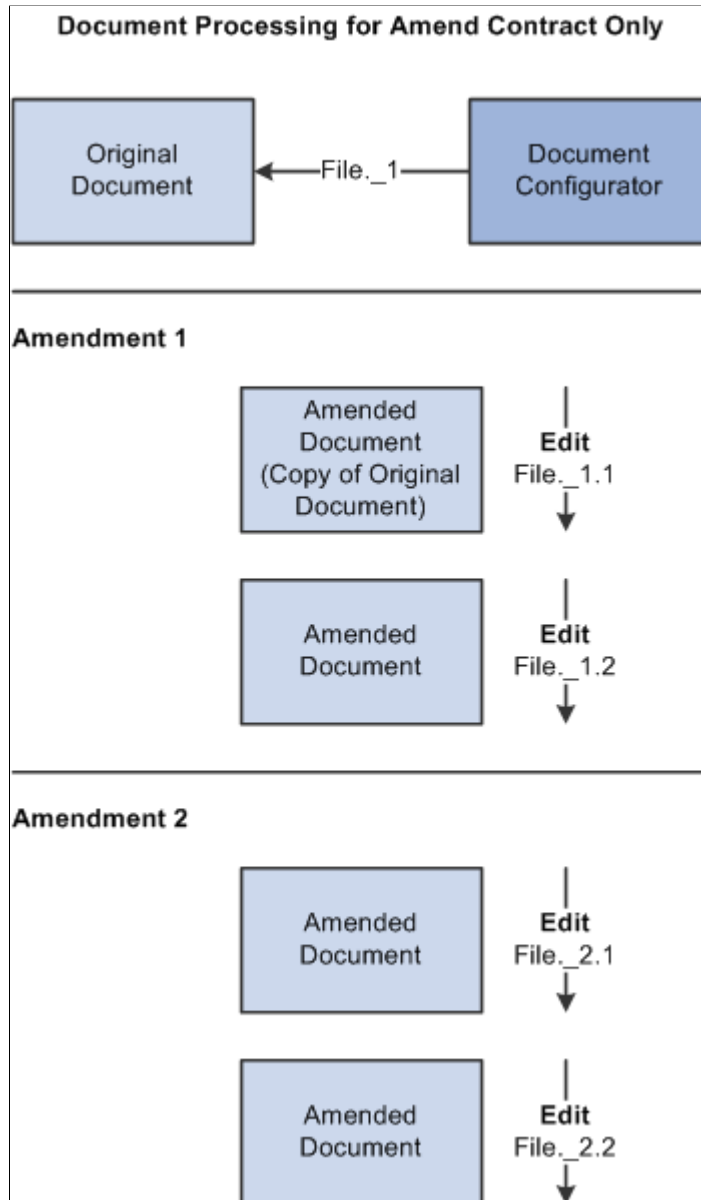 Document Processing for Amend Contract Only
Original
Document
File._1
Document
Configurator
Amendment 1
Amended
Document
(Copy of Original
Document)
Edit
File._1.1
Amended
Document
Edit
File._1.2
Amendment 2
Amended
Document
Edit
File._2.1
Amended
Document
Edit
File._2.2